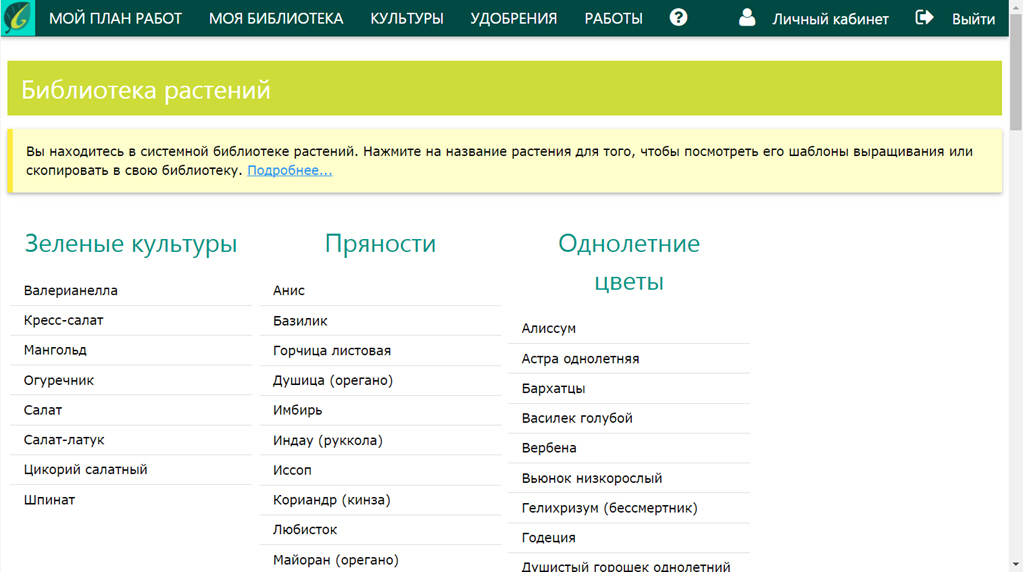 МОЙ ПЛАН РАБОТ МОЯ БИБЛИОТЕКА КУЛЬТУРЫ УДОБРЕНИЯ РАБОТЫ ? Личный кабинет Выйти
Библиотека растений
Вы находитесь в системной библиотеке растений. Нажмите на название растения для того, чтобы посмотреть его шаблоны выращивания или
скопировать в свою библиотеку. Подробнее...
Зеленые культуры
Валерианелла
Кресс-салат
Мангольд
Огуречник
Салат
Салат-латук
Цикорий салатный
Шпинат
Пряности
Анис
Базилик
Горчица листовая
Душица (орегано)
Имбирь
Индау (руккола)
Иссоп
Кориандр (кинза)
Любисток
Майоран (орегано)
Однолетние
цветы
Алиссум
Астра однолетняя
Бархатцы
Василек голубой
Вербена
Вьюнок низкорослый
Гелихризум (бессмертник)
Годеция
Душистый горошек однолетний